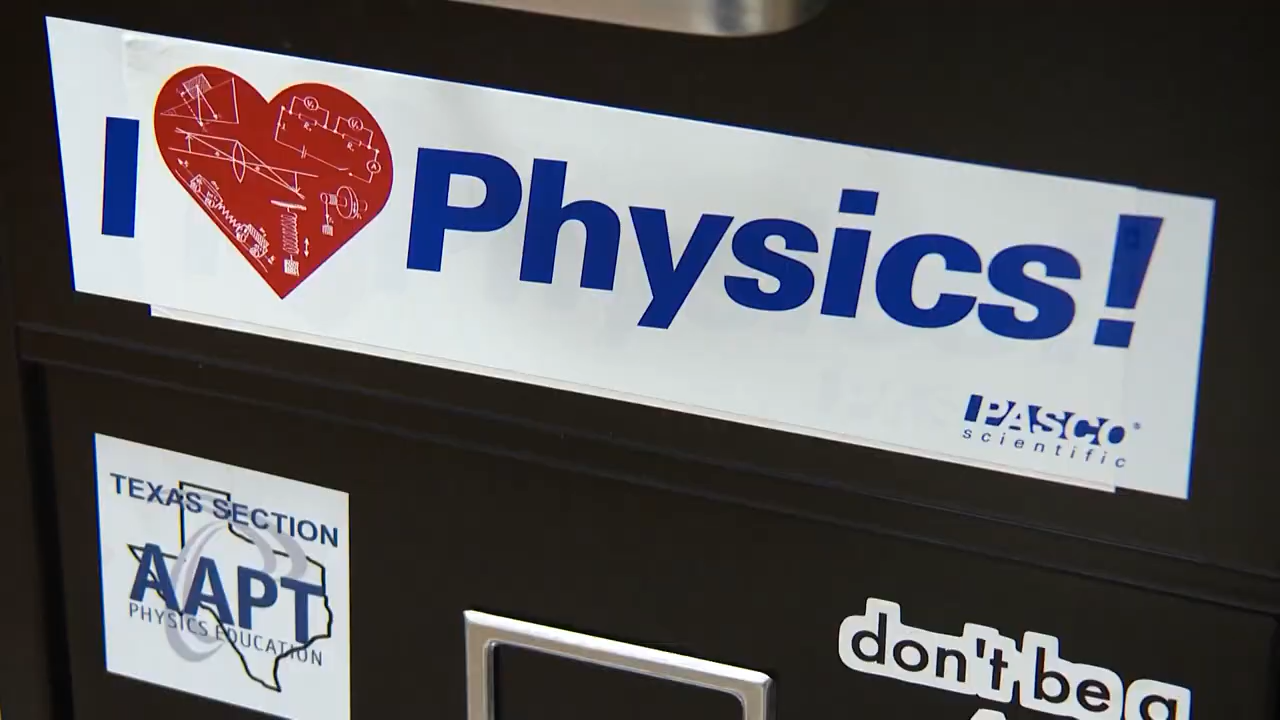 I Physics!
PASCO®
scientific
TEXAS SECTION
AAPT
PHYSICS EDUCATION
don't be a